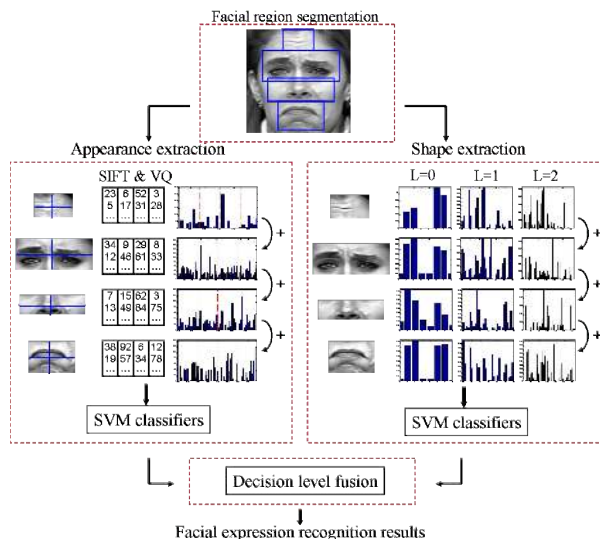 Facial region segmentation
Appearance extraction
SIFT & VQ
23 6 52 3
5 17 31 28
... ... ... ...
34 9 29 8
12 46 61 33
... ... ... ...
7 15 62 3
13 49 84 75
... ... ... ...
38 92 6 12
19 57 34 78
... ... ... ...
+
+
+
SVM classifiers
Shape extraction
L=0 L=1 L=2
+
+
+
SVM classifiers
Decision level fusion
Facial expression recognition results